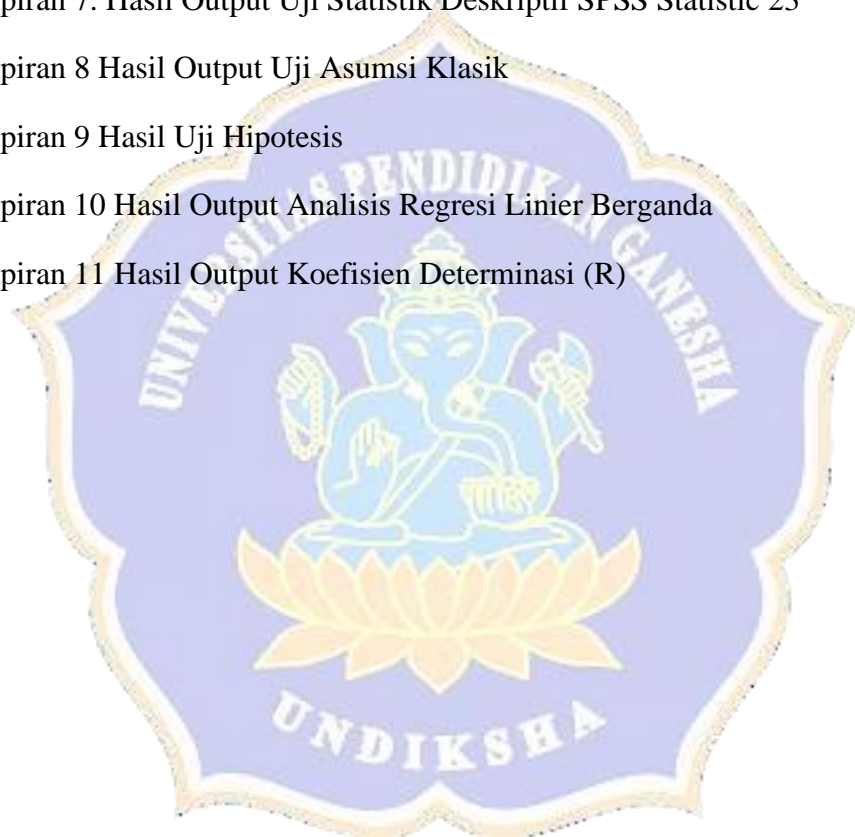 piran 7. Hasil Output Uji Statistik Deskriptif SPSS Statistic 25
piran 8 Hasil Output Uji Asumsi Klasik
piran 9 Hasil Uji Hipotesis
piran 10 Hasil Output Analisis Regresi Linier Berganda
piran 11 Hasil Output Koefisien Determinasi (R)
UNIVERSITAS PENDIDIKAN GANESHA
UNDIKSHA